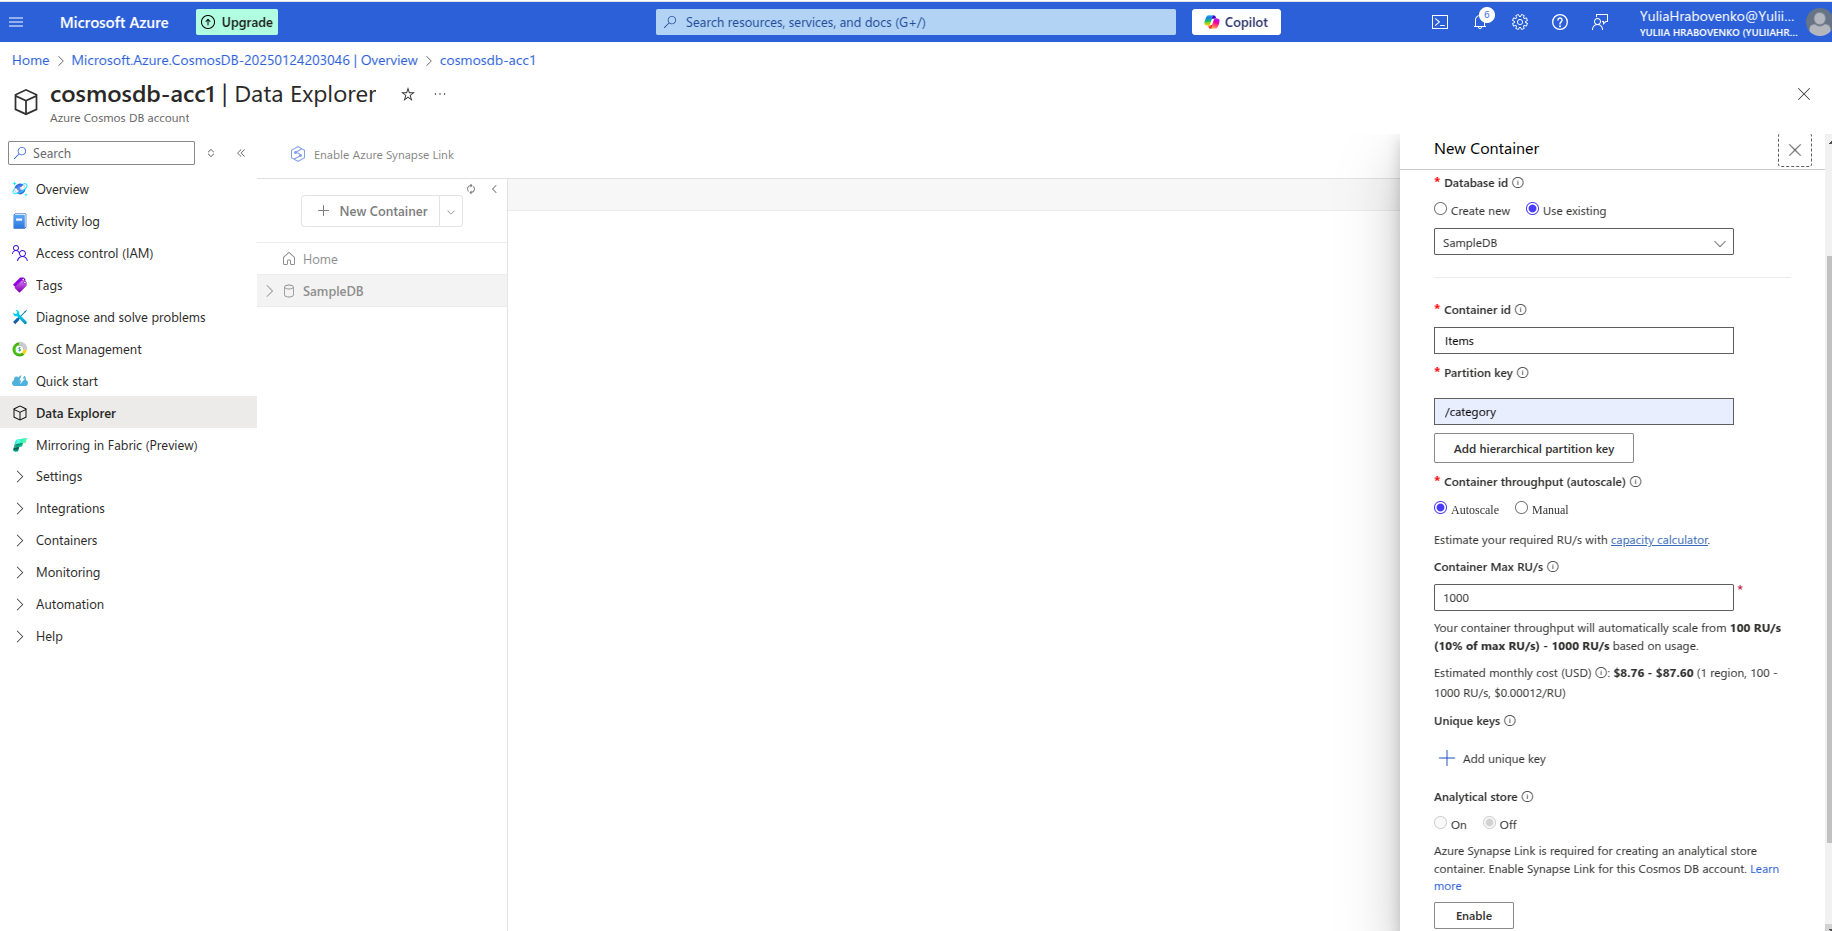 Microsoft Azure
Upgrade
Search resources, services, and docs (G+/)
Copilot
6
YuliaHrabovenko@Yulii...
YULIIA HRABOVENKO (YULIIAHR...
Home > Microsoft.Azure.CosmosDB-20250124203046 | Overview > cosmosdb-acc1
cosmosdb-acc1 | Data Explorer
...
Azure Cosmos DB account
Search
Overview
Activity log
Access control (IAM)
Tags
Diagnose and solve problems
Cost Management
Quick start
Data Explorer
Mirroring in Fabric (Preview)
Settings
Integrations
Containers
Monitoring
Automation
Help
Enable Azure Synapse Link
New Container
Home
SampleDB
New Container
* Database id
Create new Use existing
SampleDB
* Container id
Items
* Partition key
/category
Add hierarchical partition key
* Container throughput (autoscale)
Autoscale Manual
Estimate your required RU/s with capacity calculator.
Container Max RU/s
1000 *
Your container throughput will automatically scale from 100 RU/s
(10% of max RU/s) - 1000 RU/s based on usage.
Estimated monthly cost (USD) : $8.76 - $87.60 (1 region, 100 -
1000 RU/s, $0.00012/RU)
Unique keys
Add unique key
Analytical store
On Off
Azure Synapse Link is required for creating an analytical store
container. Enable Synapse Link for this Cosmos DB account. Learn
more
Enable